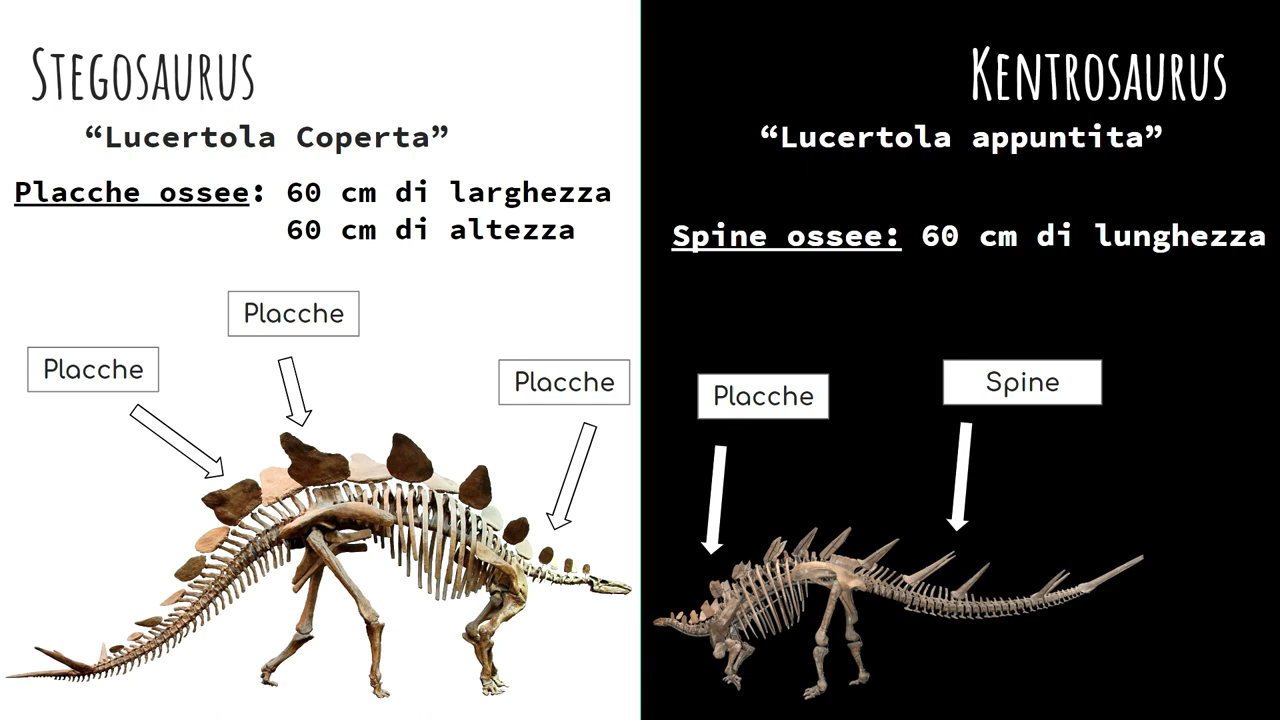 Stegosaurus
“Lucertola Coperta”
Placche ossee: 60 cm di larghezza
60 cm di altezza
Placche
Placche
Placche
Kentrosaurus
“Lucertola appuntita”
Spine ossee: 60 cm di lunghezza
Placche
Spine